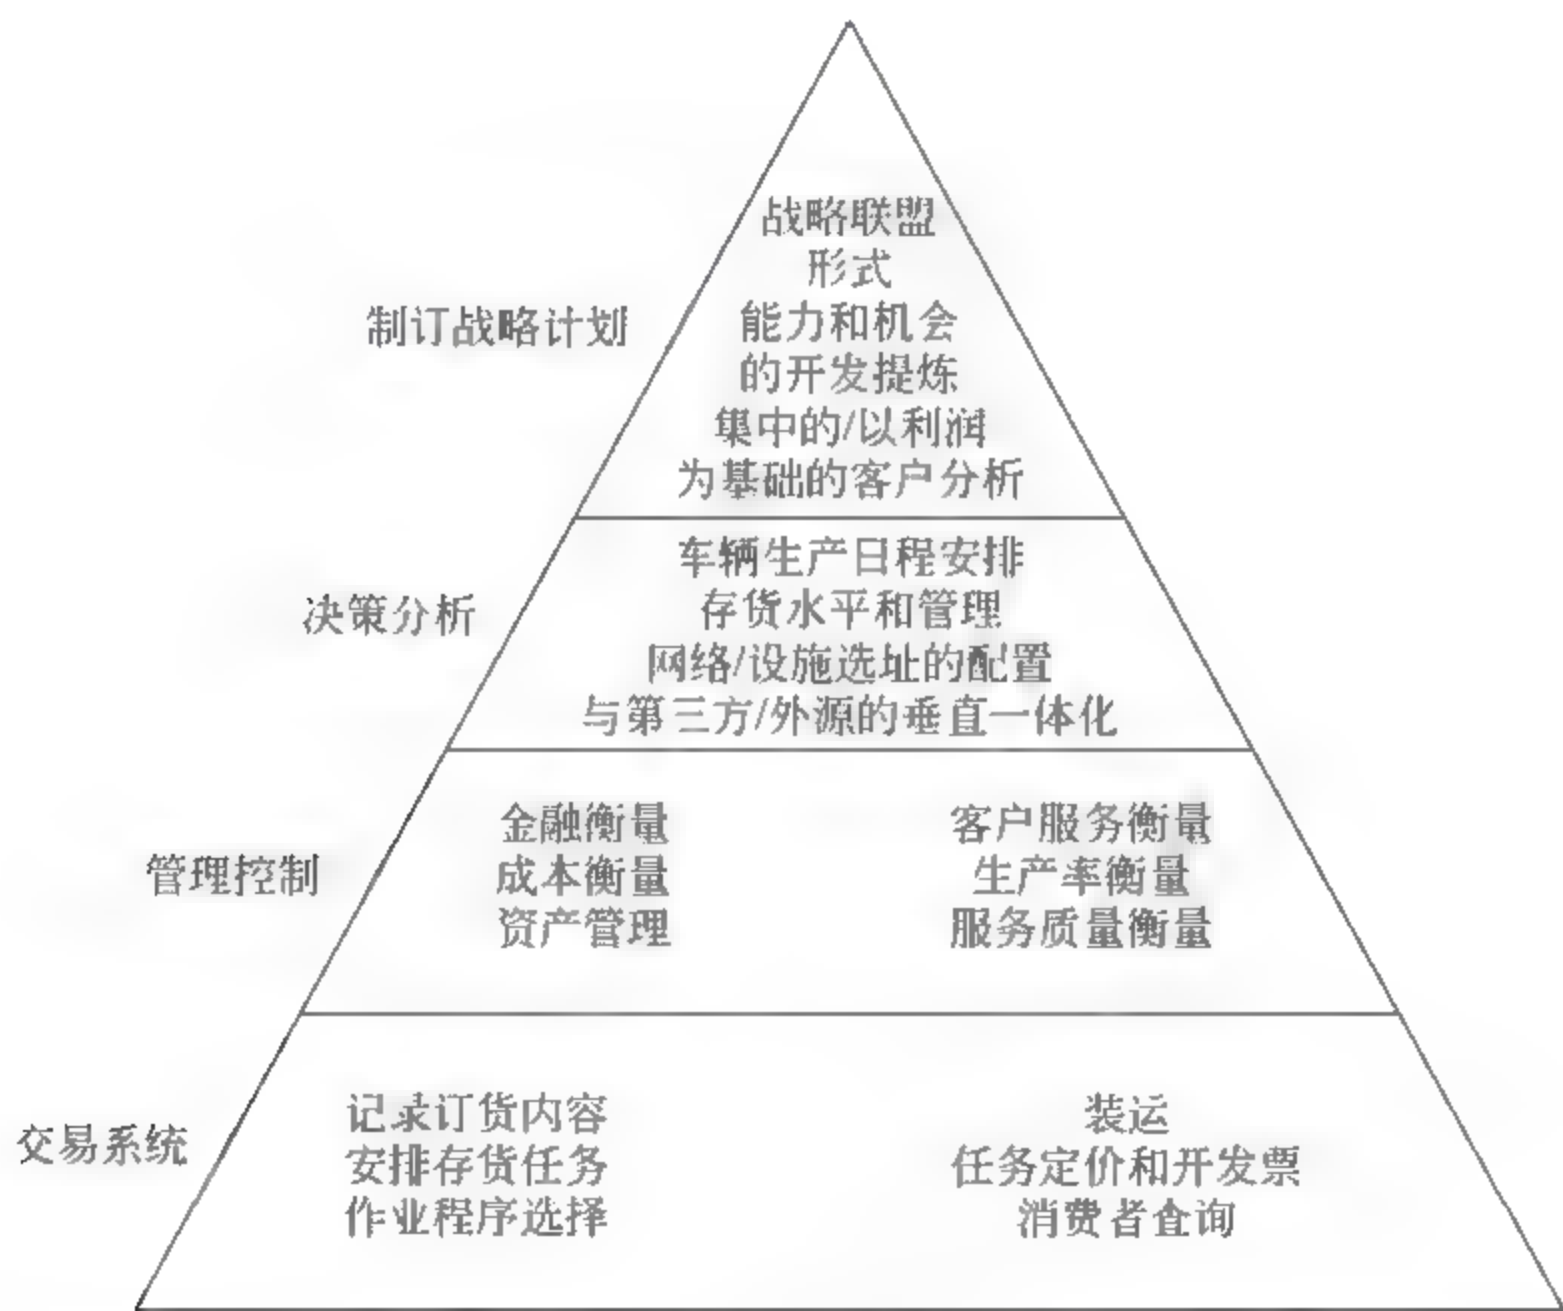 战略联盟
形式
能力和机会
的开发提炼
集中的/以利润
为基础的客户分析
制订战略计划
车辆生产日程安排
存货水平和管理
网络/设施选址的配置
与第三方/外源的垂直一体化
决策分析
金融衡量
成本衡量
资产管理
客户服务衡量
生产率衡量
服务质量衡量
管理控制
记录订货内容
安排存货任务
作业程序选择
装运
任务定价和开发票
消费者查询
交易系统